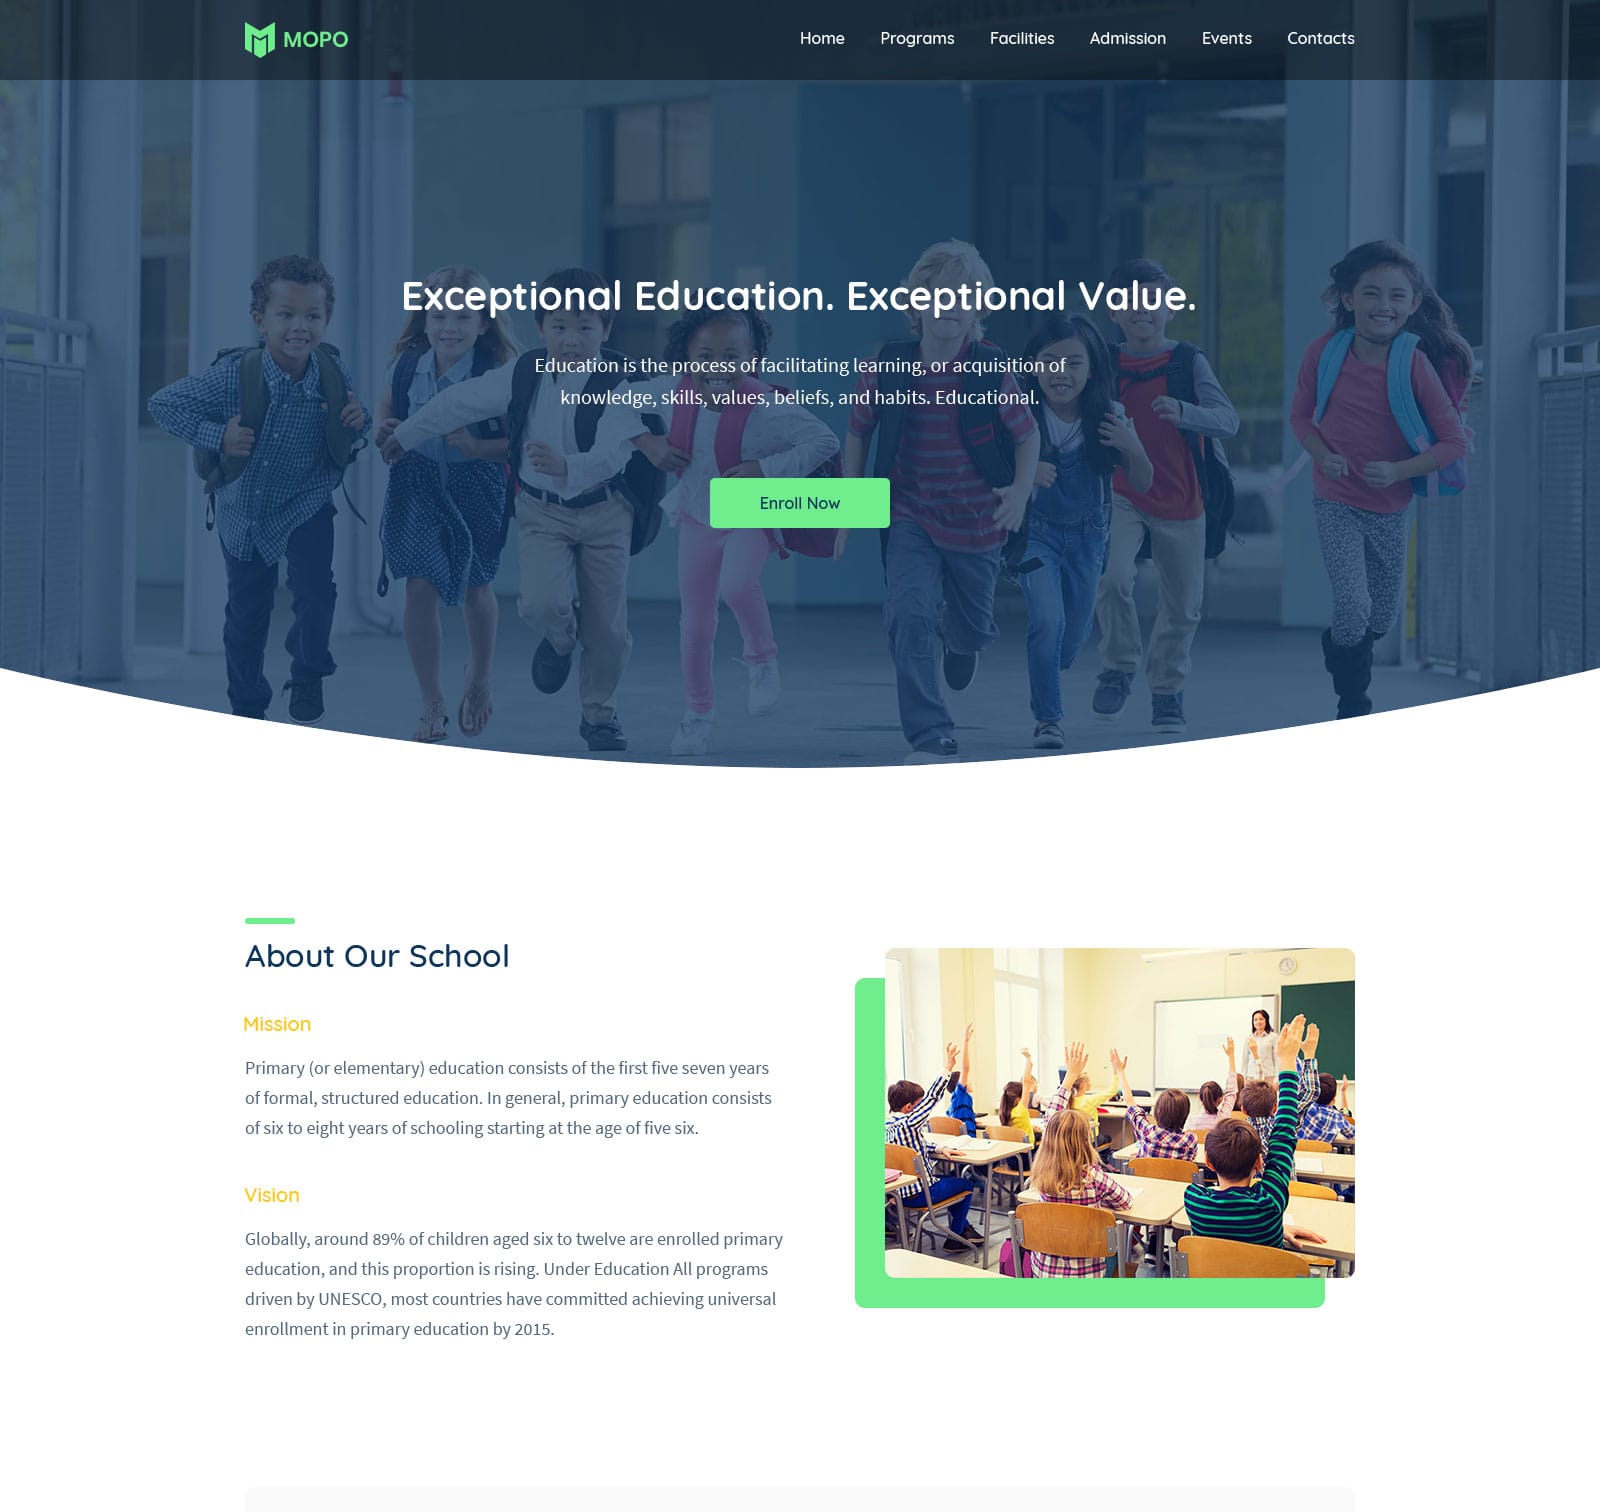 MOPO
Home Programs Facilities Admission Events Contacts
Exceptional Education. Exceptional Value.
Education is the process of facilitating learning, or acquisition of
knowledge, skills, values, beliefs, and habits. Educational.
Enroll Now
About Our School
Mission
Primary (or elementary) education consists of the first five seven years
of formal, structured education. In general, primary education consists
of six to eight years of schooling starting at the age of five six.
Vision
Globally, around 89% of children aged six to twelve are enrolled primary
education, and this proportion is rising. Under Education All programs
driven by UNESCO, most countries have committed achieving universal
enrollment in primary education by 2015.